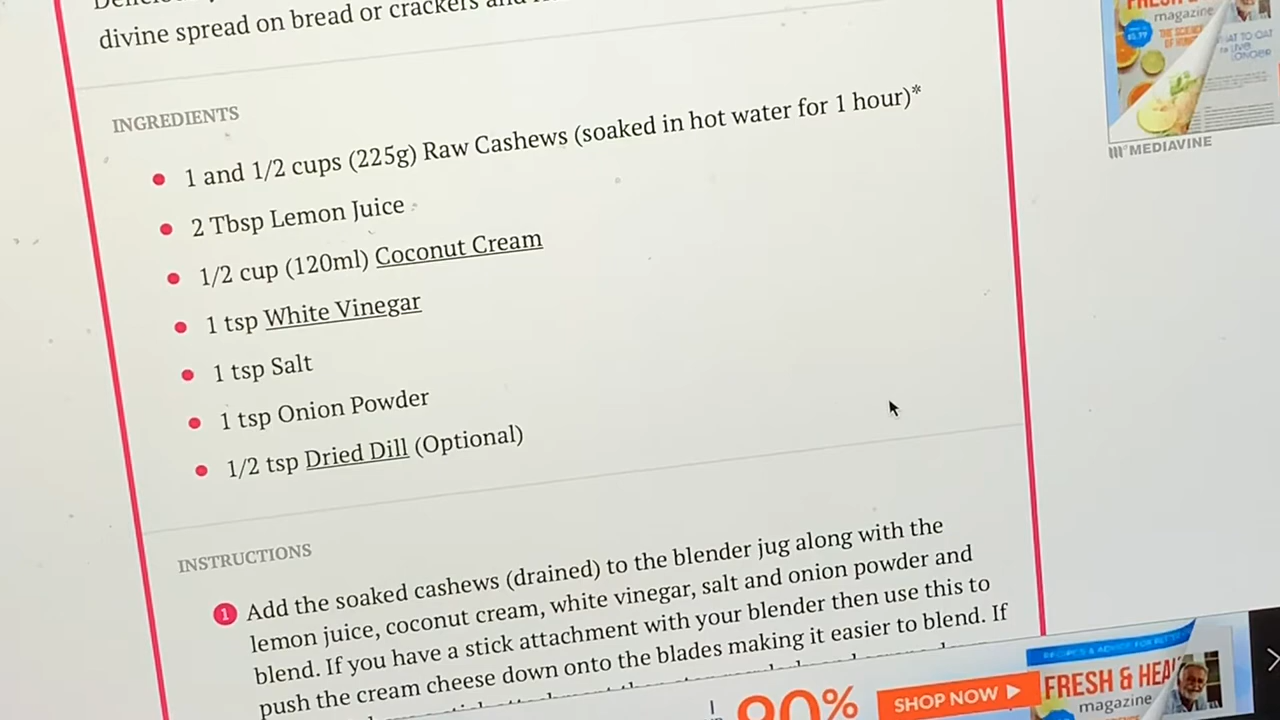 divine spread on bread or crackers
INGREDIENTS
1 and 1/2 cups (225g) Raw Cashews (soaked in hot water for 1 hour)*
2 Tbsp Lemon Juice
1/2 cup (120ml) Coconut Cream
1 tsp White Vinegar
1 tsp Salt
1 tsp Onion Powder
1/2 tsp Dried Dill (Optional)
INSTRUCTIONS
1 Add the soaked cashews (drained) to the blender jug along with the
lemon juice, coconut cream, white vinegar, salt and onion powder and
blend. If you have a stick attachment with your blender then use this to
push the cream cheese down onto the blades making it easier to blend. If
magazine
MEDIAVINE
90%
SHOP NOW
FRESH & HEA
magazine